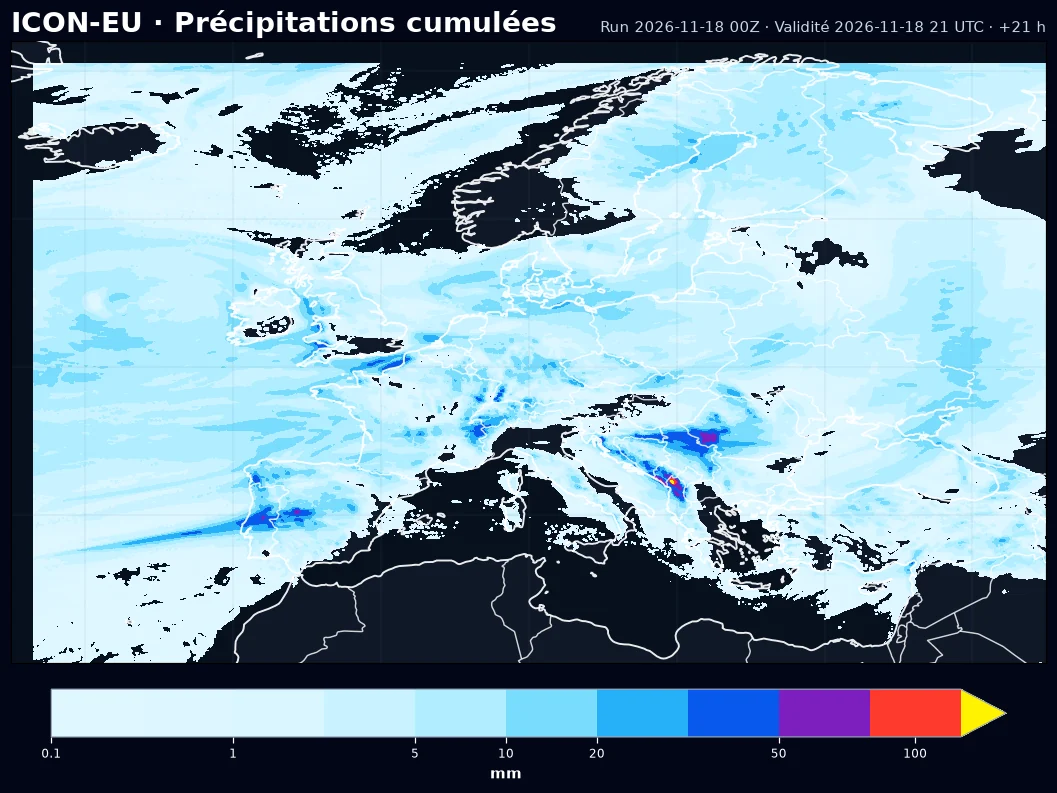 ICON-EU · Précipitations cumulées
Run 2026-11-18 00Z · Validité 2026-11-18 21 UTC · +21 h
0.1 1 5 10 20 50 100
mm